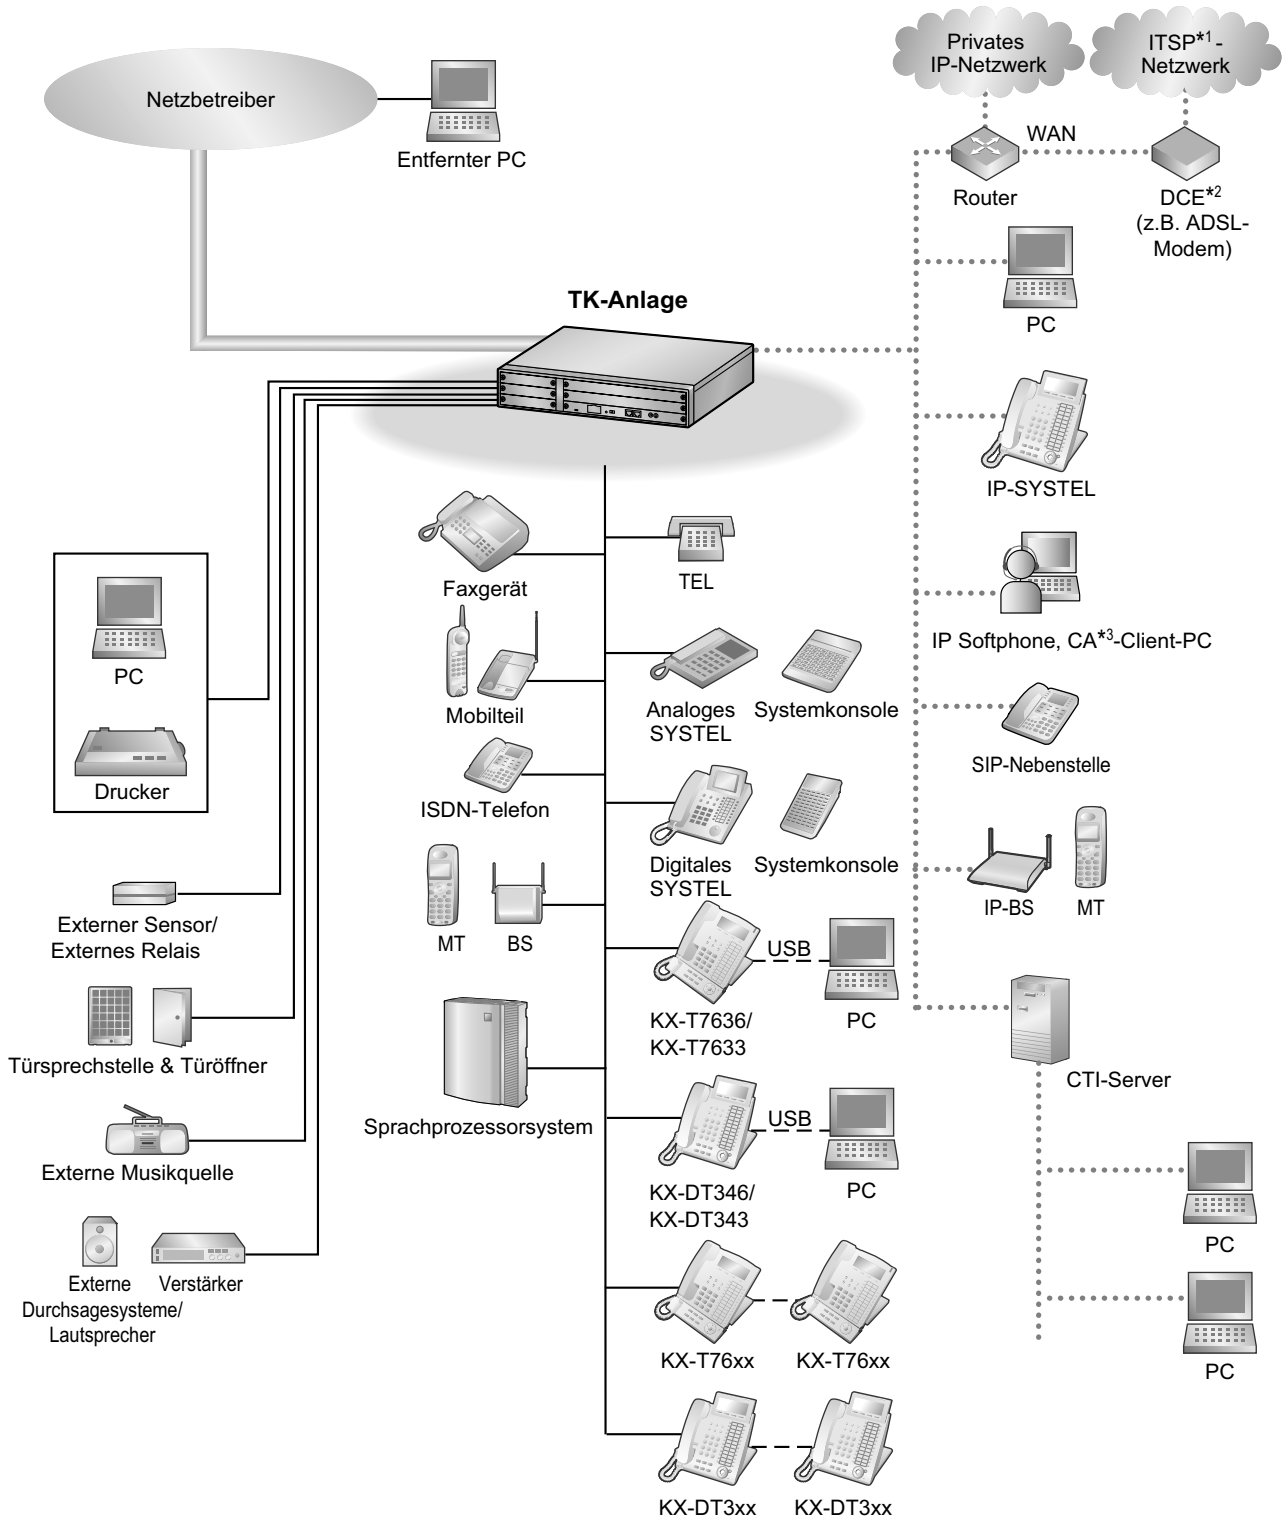 Netzbetreiber
Entfernter PC
Privates
IP-Netzwerk
ITSP*1-
Netzwerk
WAN
Router
DCE*2
(z.B. ADSL-
Modem)
PC
TK-Anlage
IP-SYSTEL
IP Softphone, CA*3-Client-PC
SIP-Nebenstelle
IP-BS
MT
CTI-Server
PC
PC
PC
Drucker
Externer Sensor/
Externes Relais
Türsprechstelle & Türöffner
Externe Musikquelle
Externe
Durchsagesysteme/
Lautsprecher
Verstärker
Faxgerät
TEL
Mobilteil
Analoges
SYSTEL
Systemkonsole
ISDN-Telefon
Digitales
SYSTEL
Systemkonsole
MT
BS
USB
KX-T7636/
KX-T7633
PC
Sprachprozessorsystem
USB
KX-DT346/
KX-DT343
PC
KX-T76xx
KX-T76xx
KX-DT3xx
KX-DT3xx